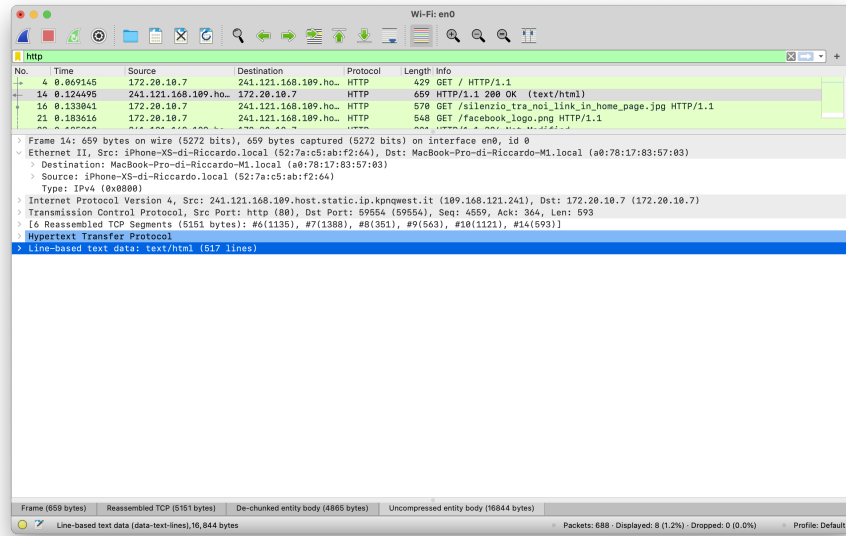 Wi-Fi: en0
http
No. Time Source Destination Protocol Length Info
4 0.069145 172.20.10.7 241.121.168.109.ho… HTTP 429 GET / HTTP/1.1
14 0.124495 241.121.168.109.ho… 172.20.10.7 HTTP 659 HTTP/1.1 200 OK (text/html)
16 0.133041 172.20.10.7 241.121.168.109.ho… HTTP 570 GET /silenzio_tra_noi_link_in_home_page.jpg HTTP/1.1
21 0.183616 172.20.10.7 241.121.168.109.ho… HTTP 548 GET /facebook_logo.png HTTP/1.1
Frame 14: 659 bytes on wire (5272 bits), 659 bytes captured (5272 bits) on interface en0, id 0
Ethernet II, Src: iPhone-XS-di-Riccardo.local (52:7a:c5:ab:f2:64), Dst: MacBook-Pro-di-Riccardo-M1.local (a0:78:17:83:57:03)
Destination: MacBook-Pro-di-Riccardo-M1.local (a0:78:17:83:57:03)
Source: iPhone-XS-di-Riccardo.local (52:7a:c5:ab:f2:64)
Type: IPv4 (0x0800)
Internet Protocol Version 4, Src: 241.121.168.109.host.static.ip.kpnqwest.it (109.168.121.241), Dst: 172.20.10.7 (172.20.10.7)
Transmission Control Protocol, Src Port: http (80), Dst Port: 59554 (59554), Seq: 4559, Ack: 364, Len: 593
[6 Reassembled TCP Segments (5151 bytes): #6(1135), #7(1388), #8(351), #9(563), #10(1121), #14(593)]
Hypertext Transfer Protocol
Line-based text data: text/html (517 lines)
Frame (659 bytes) Reassembled TCP (5151 bytes) De-chunked entity body (4865 bytes) Uncompressed entity body (16844 bytes)
Line-based text data (data-text-lines),16,844 bytes Packets: 688 · Displayed: 8 (1.2%) · Dropped: 0 (0.0%) Profile: Default